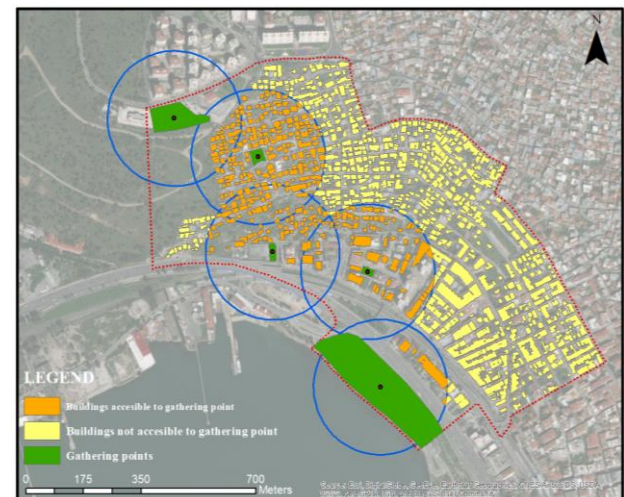 N
LEGEND
Buildings accesible to gathering point
Buildings not accesible to gathering point
Gathering points
0 175 350 700
Meters